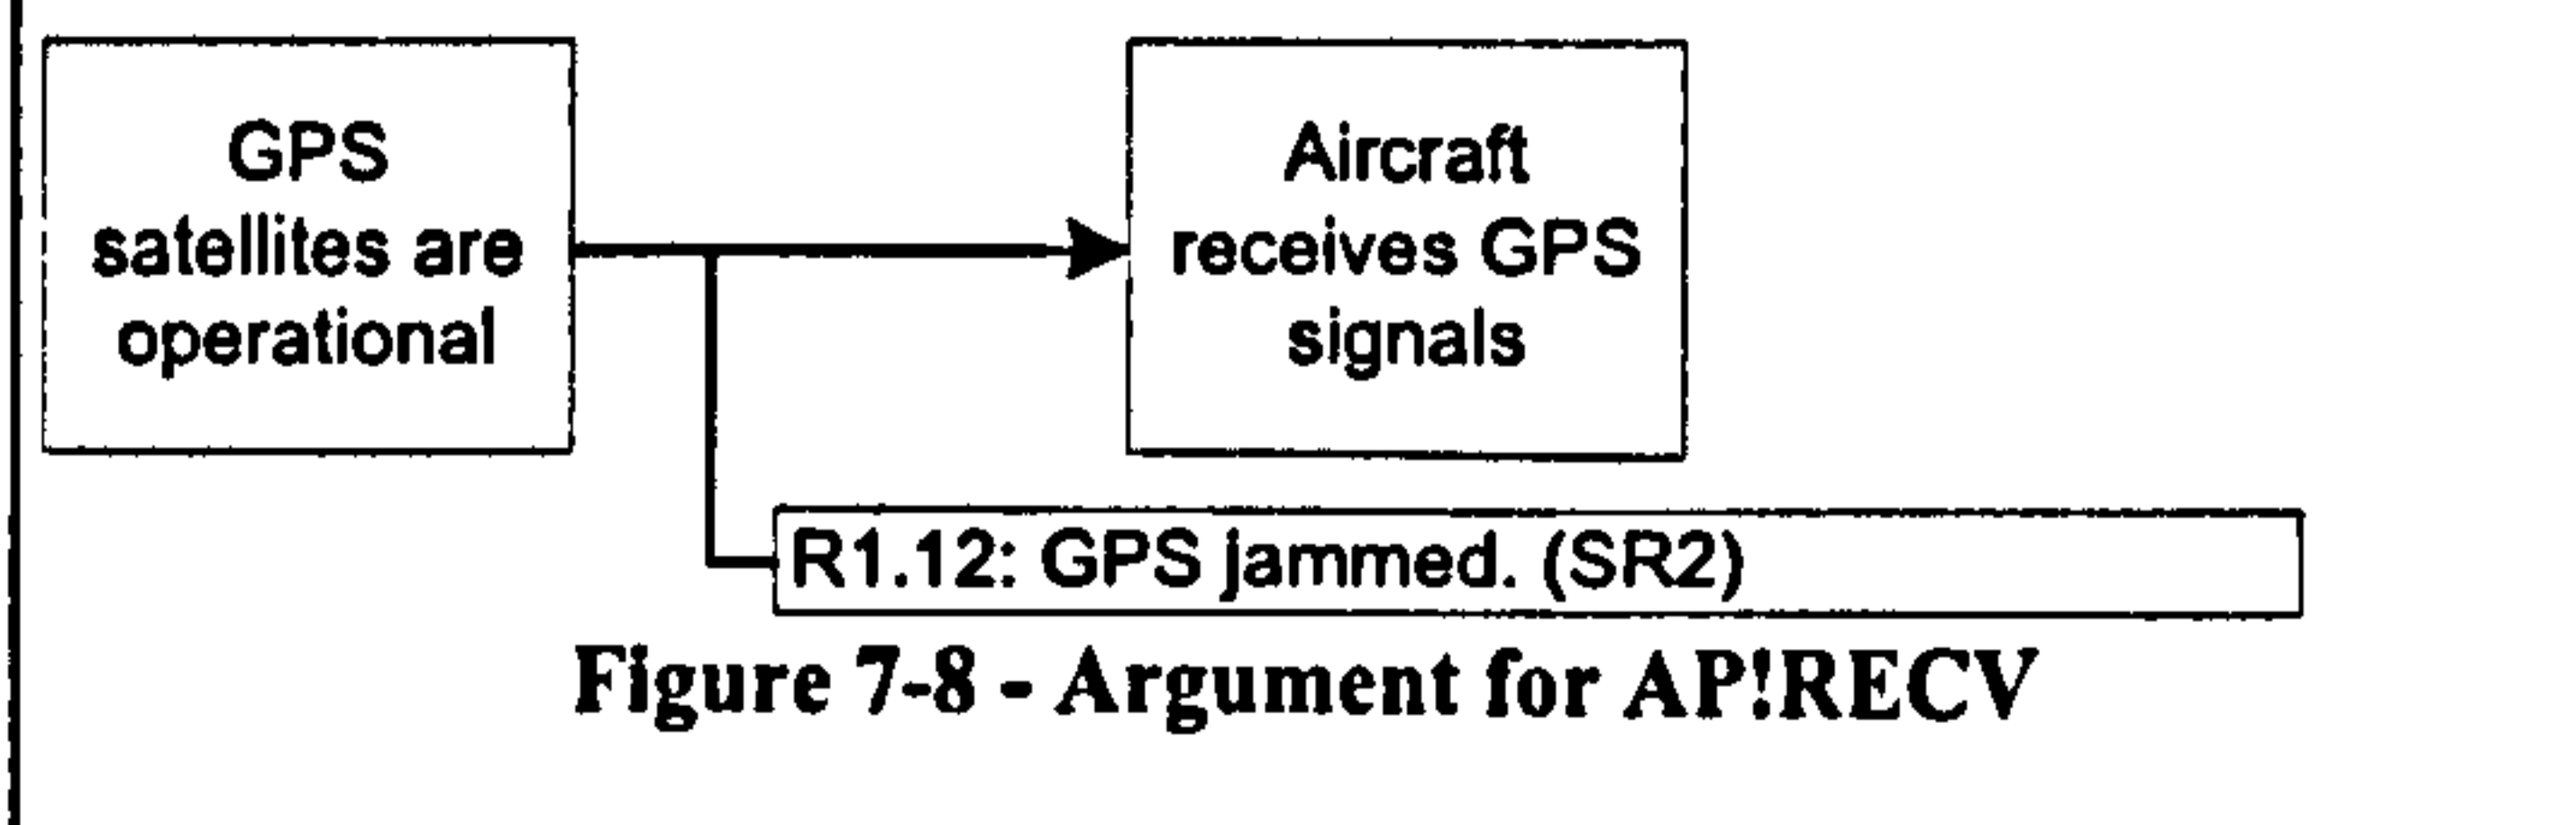 GPS
satellites are
operational
Aircraft
receives GPS
signals
R1.12: GPS jammed. (SR2)
Figure 7-8 - Argument for AP!RECV